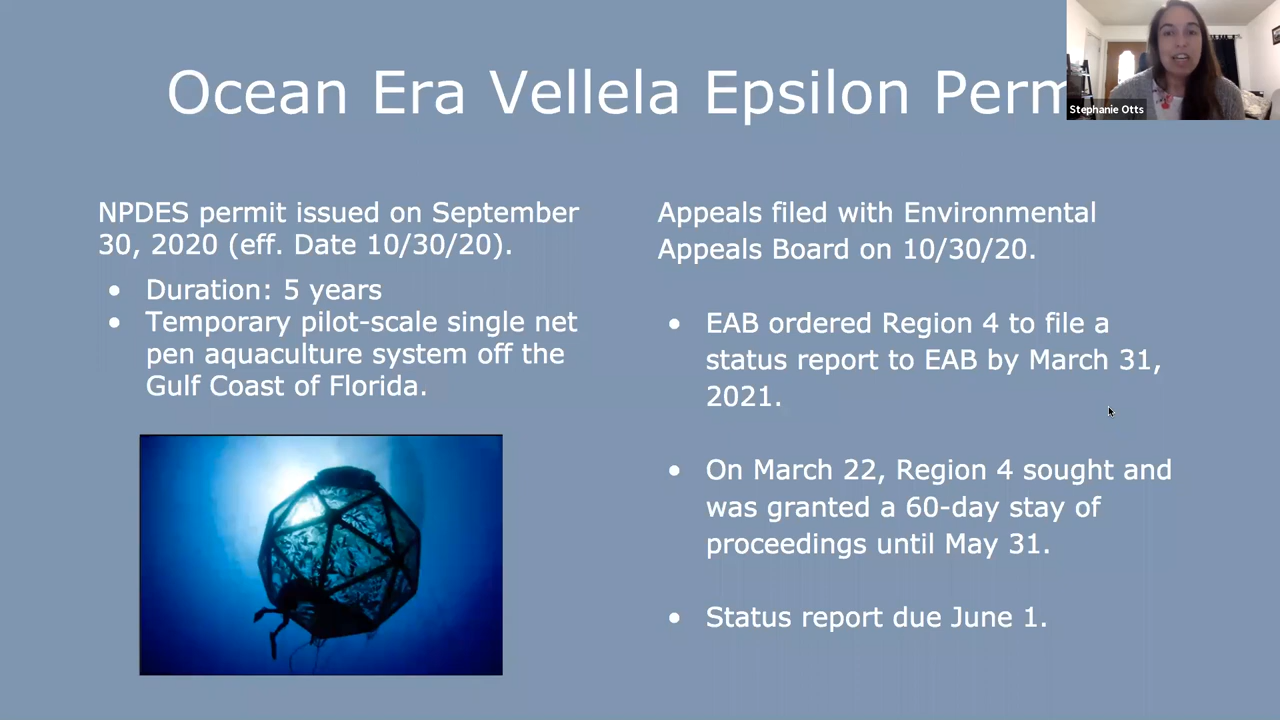 Ocean Era Vellela Epsilon Perm
Stephanie Otts
NPDES permit issued on September
30, 2020 (eff. Date 10/30/20).
• Duration: 5 years
• Temporary pilot-scale single net
pen aquaculture system off the
Gulf Coast of Florida.
Appeals filed with Environmental
Appeals Board on 10/30/20.
• EAB ordered Region 4 to file a
status report to EAB by March 31,
2021.
• On March 22, Region 4 sought and
was granted a 60-day stay of
proceedings until May 31.
• Status report due June 1.